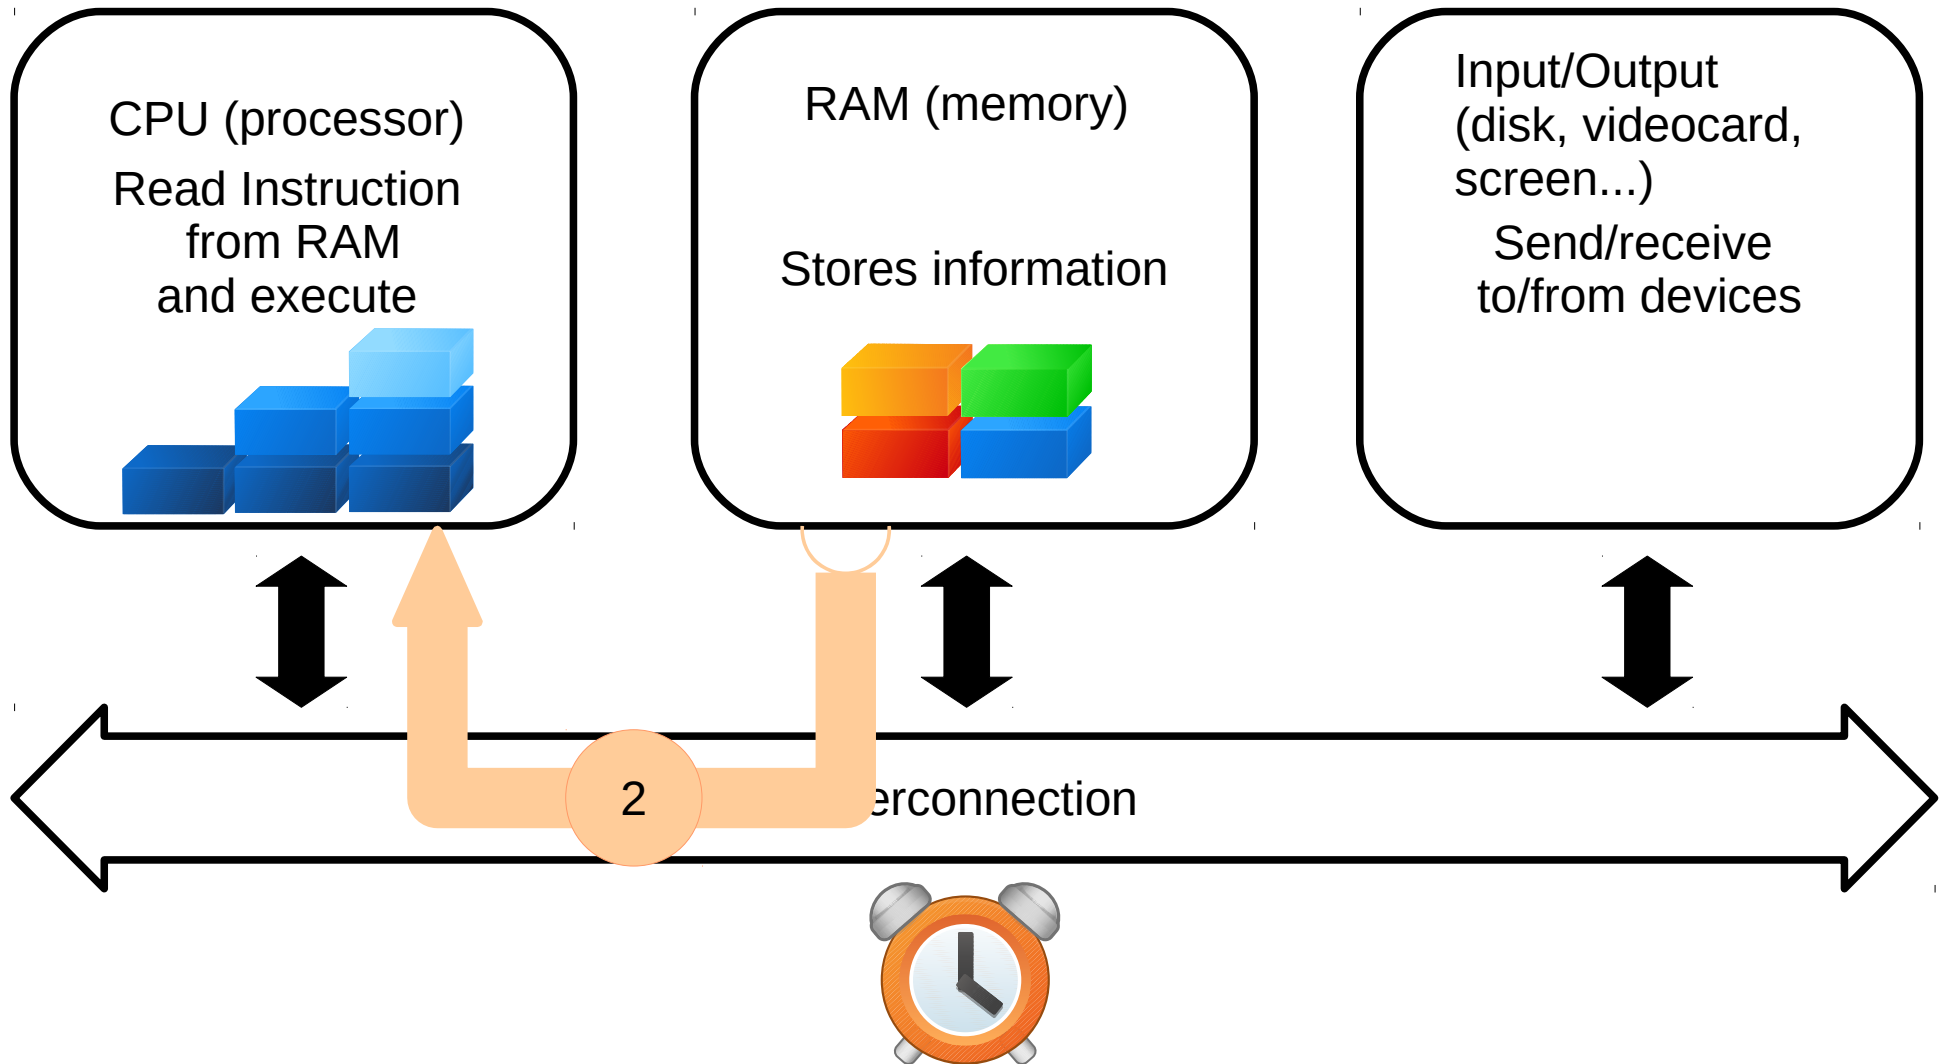 CPU (processor)
Read Instruction
from RAM
and execute
RAM (memory)
Stores information
Input/Output
(disk, videocard,
screen...)
Send/receive
to/from devices
2
erconnection